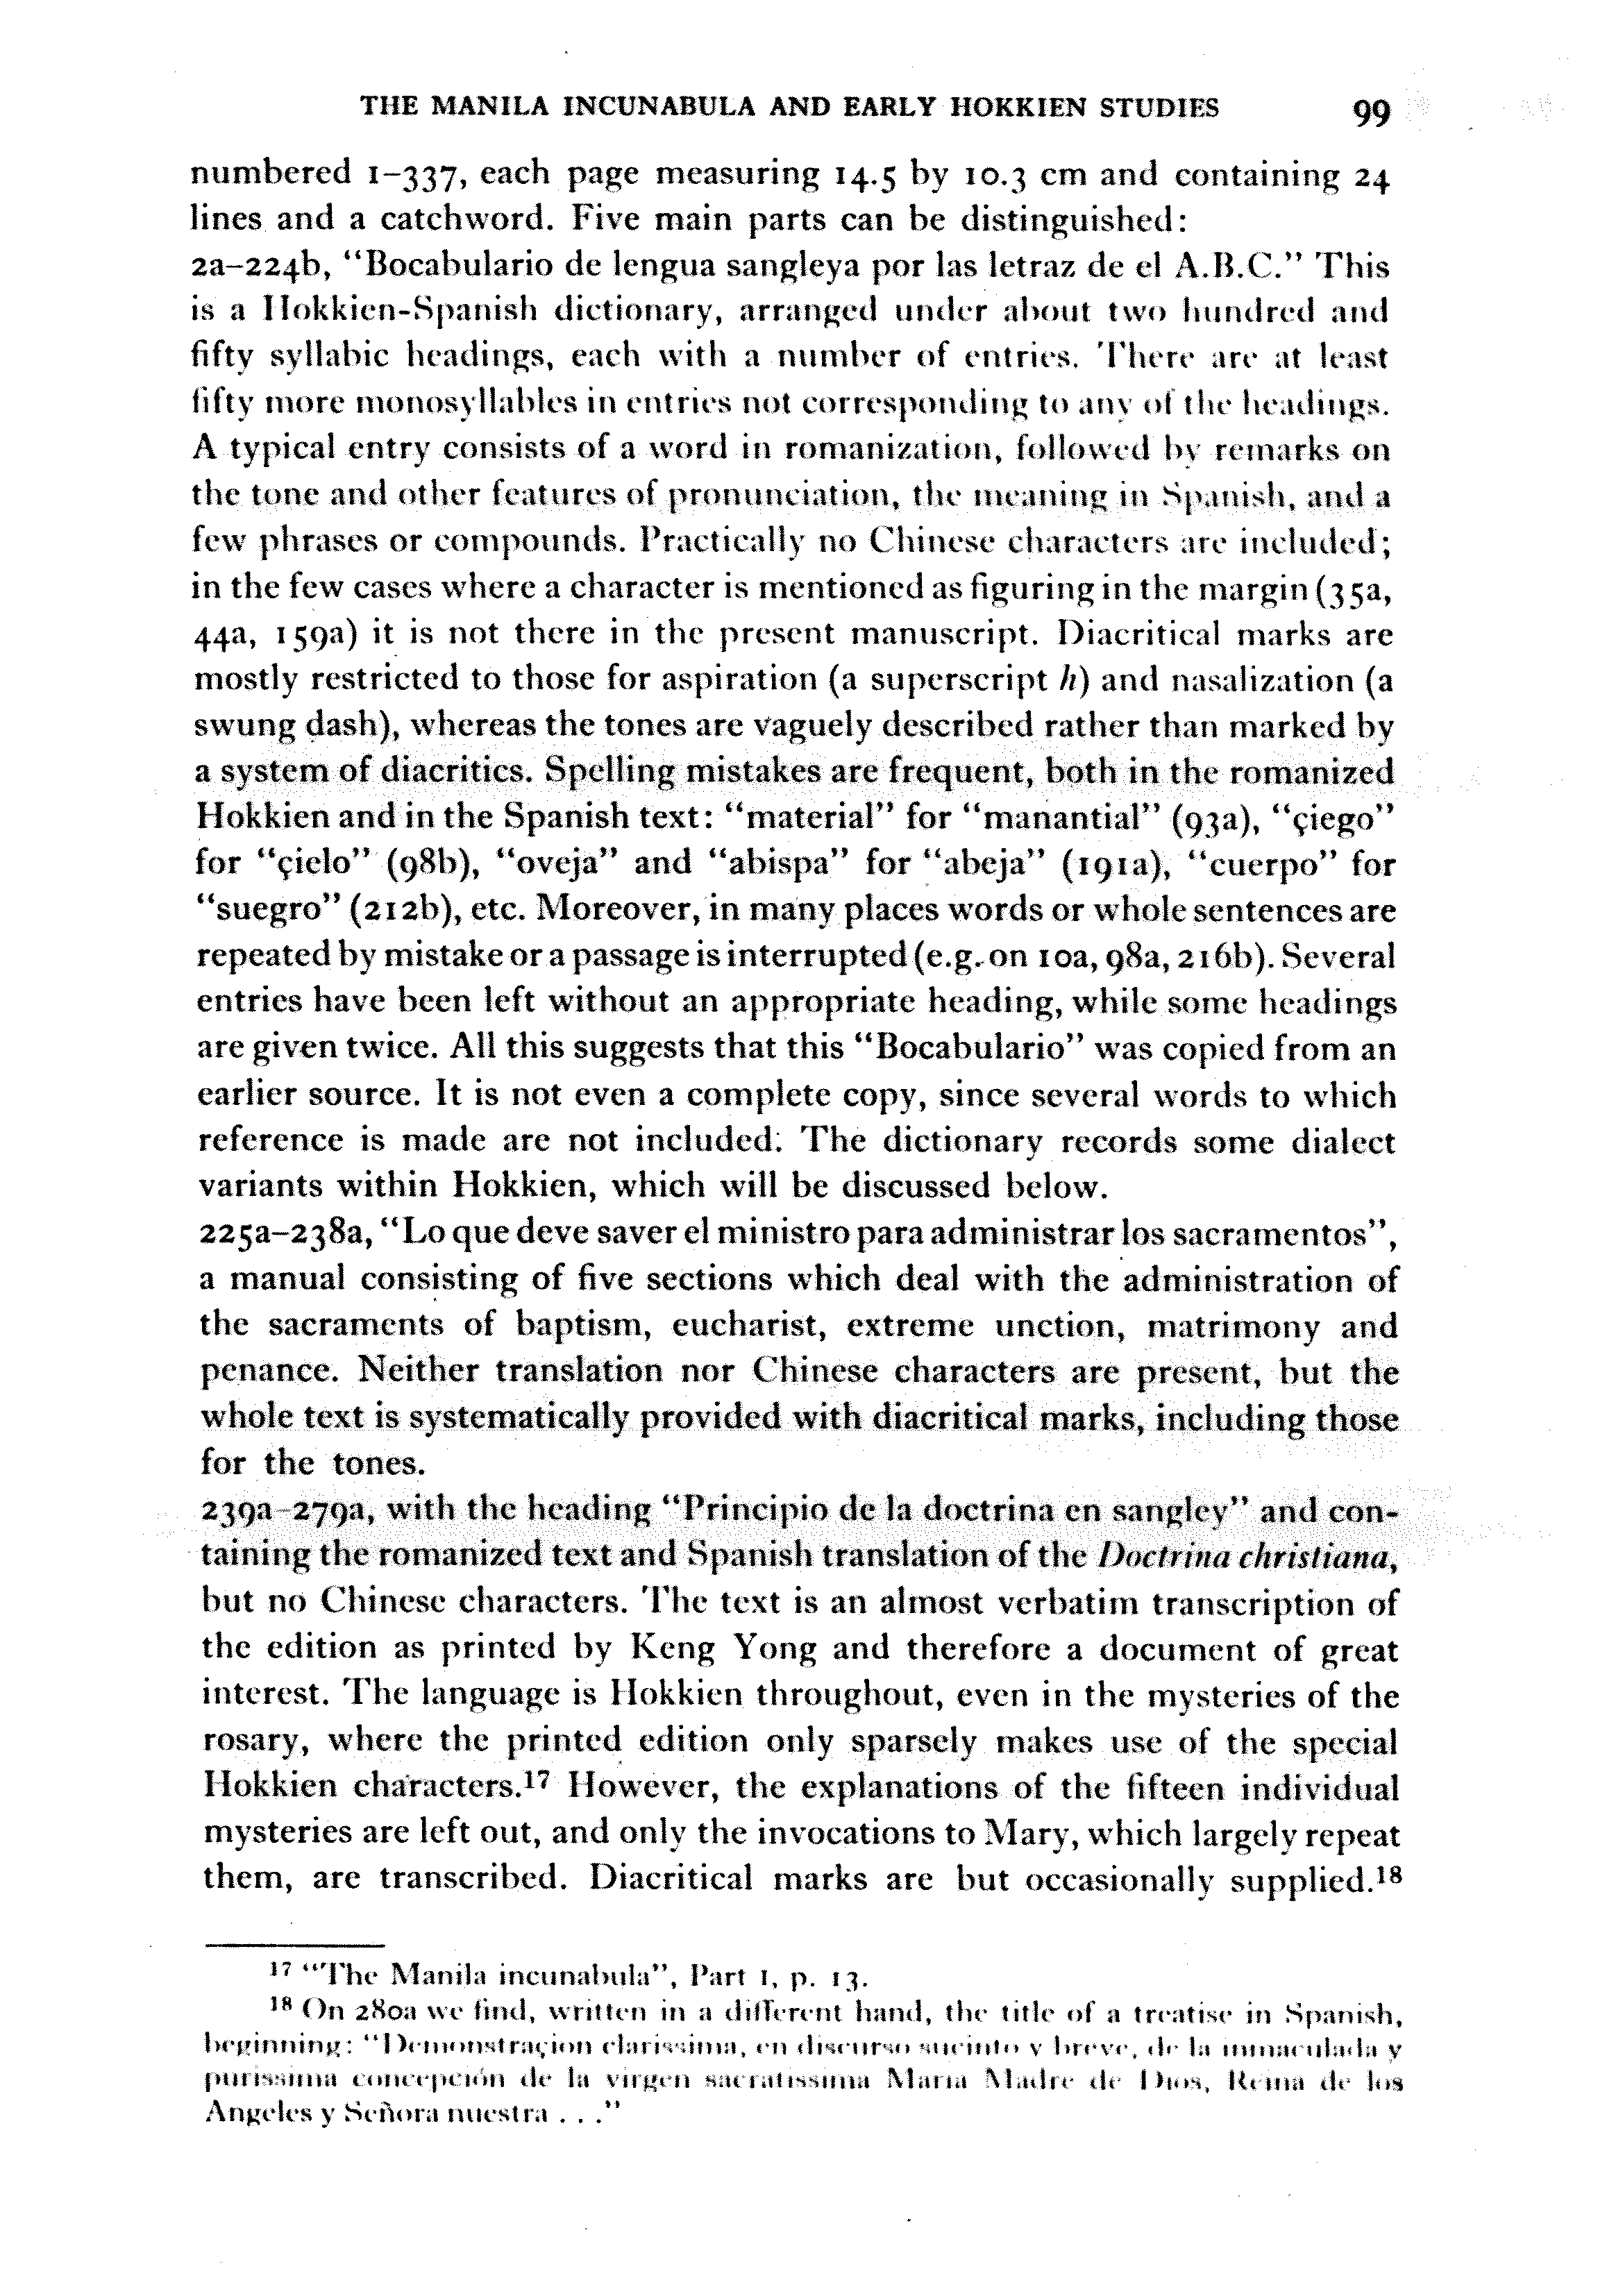 THE MANILA INCUNABULA AND EARLY HOKKIEN STUDIES 99
numbered 1–337, each page measuring 14.5 by 10.3 cm and containing 24
lines and a catchword. Five main parts can be distinguished:
2a–224b, “Bocabulario de lengua sangleya por las letraz de el A.B.C.” This
is a Hokkien-Spanish dictionary, arranged under about two hundred and
fifty syllabic headings, each with a number of entries. There are at least
fifty more monosyllables in entries not corresponding to any of the headings.
A typical entry consists of a word in romanization, followed by remarks on
the tone and other features of pronunciation, the meaning in Spanish, and a
few phrases or compounds. Practically no Chinese characters are included;
in the few cases where a character is mentioned as figuring in the margin (35a,
44a, 159a) it is not there in the present manuscript. Diacritical marks are
mostly restricted to those for aspiration (a superscript h) and nasalization (a
swung dash), whereas the tones are vaguely described rather than marked by
a system of diacritics. Spelling mistakes are frequent, both in the romanized
Hokkien and in the Spanish text: “material” for “manantial” (93a), “çiego”
for “çielo” (98b), “oveja” and “abispa” for “abeja” (191a), “cuerpo” for
“suegro” (212b), etc. Moreover, in many places words or whole sentences are
repeated by mistake or a passage is interrupted (e.g. on 10a, 98a, 216b). Several
entries have been left without an appropriate heading, while some headings
are given twice. All this suggests that this “Bocabulario” was copied from an
earlier source. It is not even a complete copy, since several words to which
reference is made are not included. The dictionary records some dialect
variants within Hokkien, which will be discussed below.
225a–238a, “Lo que deve saver el ministro para administrar los sacramentos”,
a manual consisting of five sections which deal with the administration of
the sacraments of baptism, eucharist, extreme unction, matrimony and
penance. Neither translation nor Chinese characters are present, but the
whole text is systematically provided with diacritical marks, including those
for the tones.
239a–279a, with the heading “Principio de la doctrina en sangley” and con-
taining the romanized text and Spanish translation of the Doctrina christiana,
but no Chinese characters. The text is an almost verbatim transcription of
the edition as printed by Keng Yong and therefore a document of great
interest. The language is Hokkien throughout, even in the mysteries of the
rosary, where the printed edition only sparsely makes use of the special
Hokkien characters.17 However, the explanations of the fifteen individual
mysteries are left out, and only the invocations to Mary, which largely repeat
them, are transcribed. Diacritical marks are but occasionally supplied.18
17 “The Manila incunabula”, Part 1, p. 13.
18 On 280a we find, written in a different hand, the title of a treatise in Spanish,
beginning: “Demonstraçion clarissima, en discurso sucinto y breve, de la inmaculada y
purissima concepción de la virgen sacratissima Maria Madre de Dios, Reina de los
Angeles y Señora nuestra . . .”